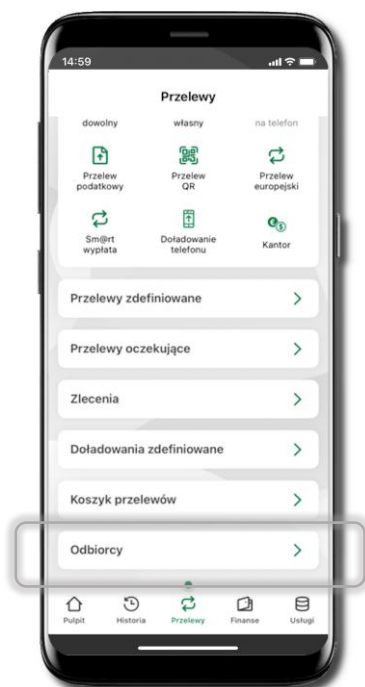 14:59
Przelewy
dowolny
własny
na telefon
Przelew
podatkowy
Przelew
QR
Przelew
europejski
Sm@rt
wypłata
Doładowanie
telefonu
Kantor
Przelewy zdefiniowane
Przelewy oczekujące
Zlecenia
Doładowania zdefiniowane
Koszyk przelewów
Odbiorcy
Pulpit
Historia
Przelewy
Finanse
Usługi